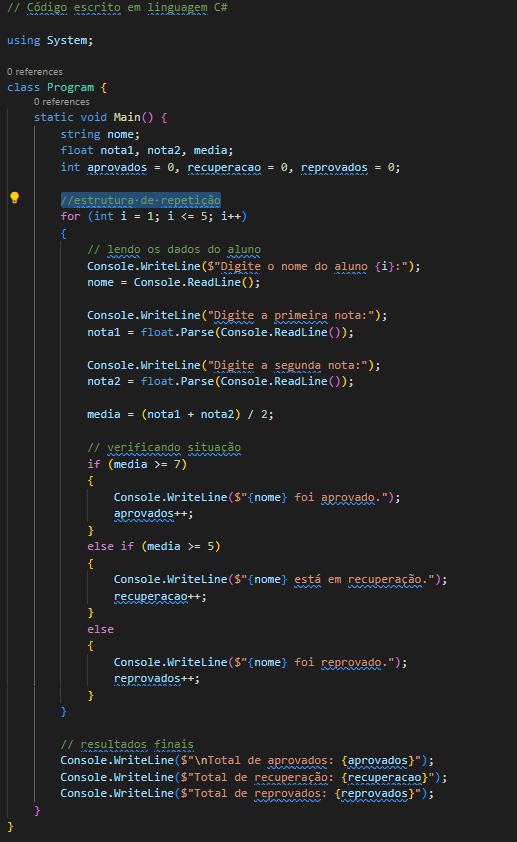 // Código escrito em linguagem C#
using System;
0 references
class Program {
0 references
static void Main() {
string nome;
float nota1, nota2, media;
int aprovados = 0, recuperacao = 0, reprovados = 0;
//estrutura·de·repetição
for (int i = 1; i <= 5; i++)
{
// lendo os dados do aluno
Console.WriteLine($"Digite o nome do aluno {i}:");
nome = Console.ReadLine();
Console.WriteLine("Digite a primeira nota:");
nota1 = float.Parse(Console.ReadLine());
Console.WriteLine("Digite a segunda nota:");
nota2 = float.Parse(Console.ReadLine());
media = (nota1 + nota2) / 2;
// verificando situação
if (media >= 7)
{
Console.WriteLine($"{nome} foi aprovado.");
aprovados++;
}
else if (media >= 5)
{
Console.WriteLine($"{nome} está em recuperação.");
recuperacao++;
}
else
{
Console.WriteLine($"{nome} foi reprovado.");
reprovados++;
}
}
// resultados finais
Console.WriteLine($"\nTotal de aprovados: {aprovados}");
Console.WriteLine($"Total de recuperação: {recuperacao}");
Console.WriteLine($"Total de reprovados: {reprovados}");
}
}